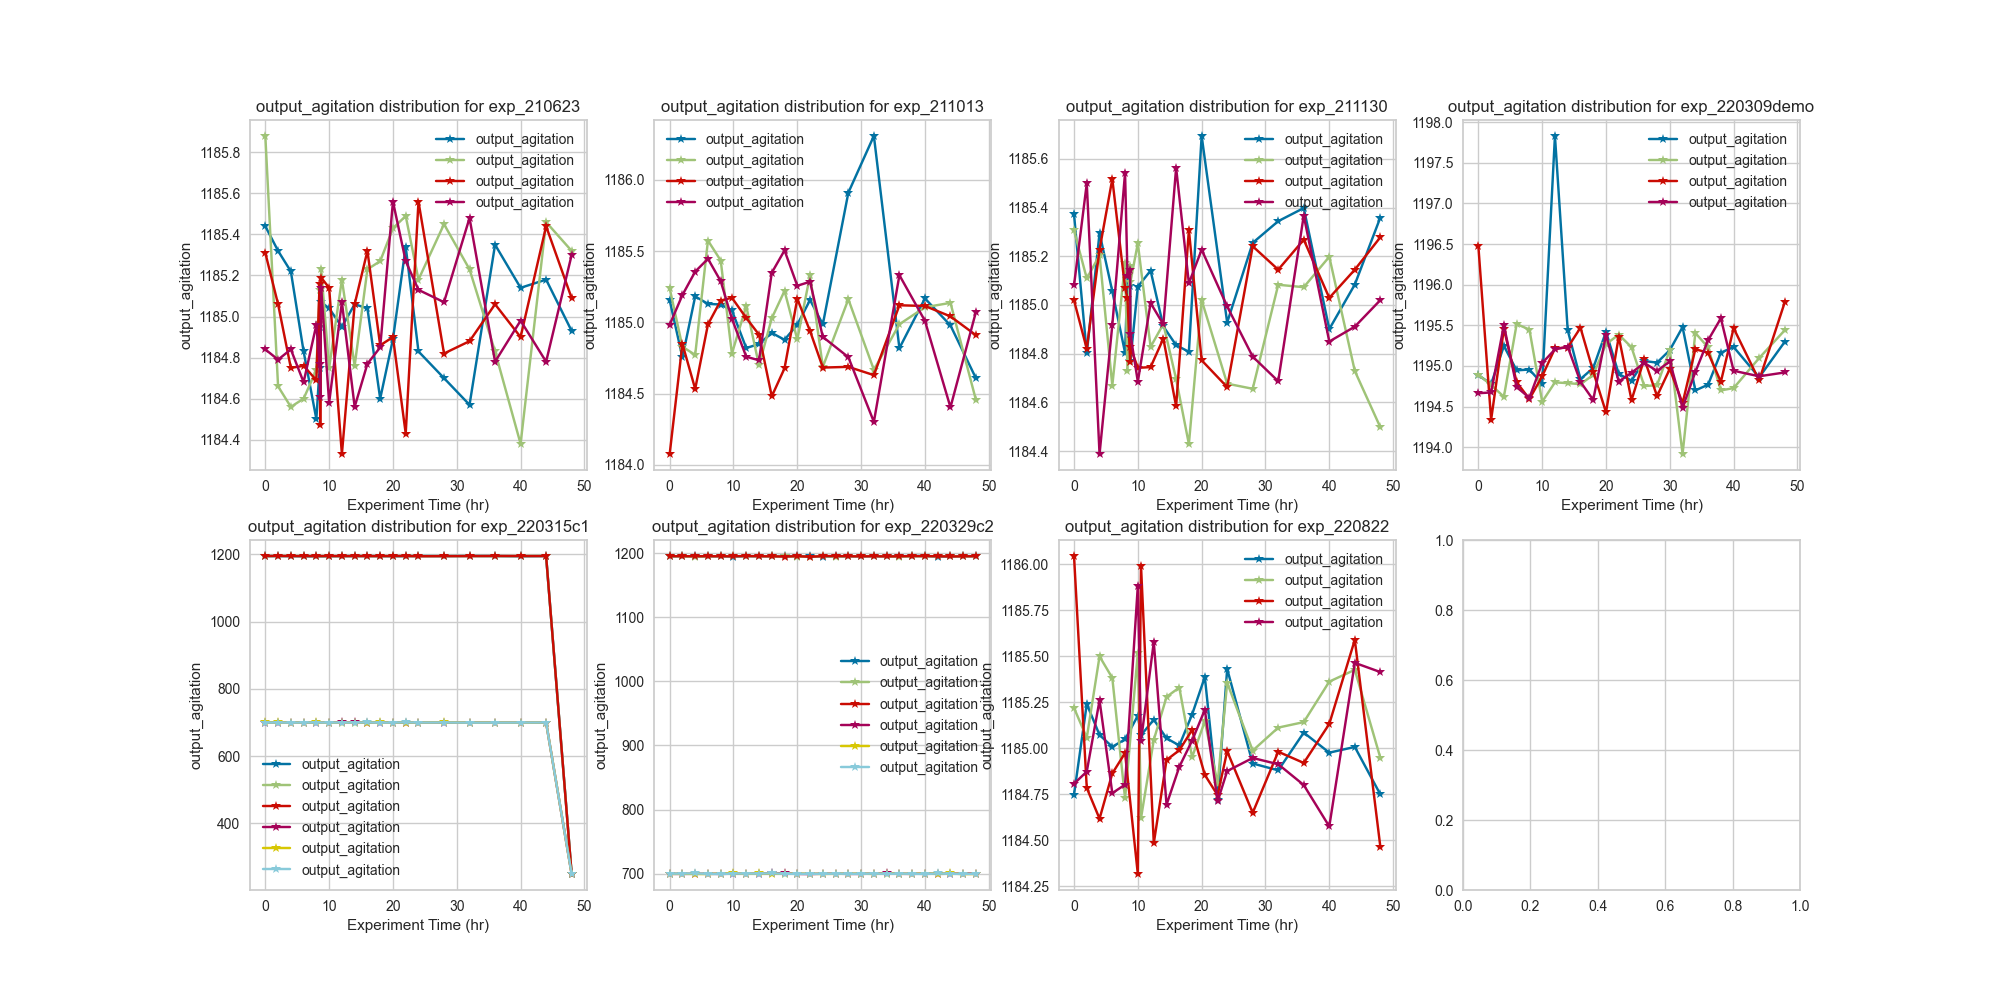 output_agitation distribution for exp_210623
output_agitation
1185.8
1185.6
1185.4
1185.2
1185.0
1184.8
1184.6
1184.4
output_agitation
output_agitation
output_agitation
output_agitation
0 10 20 30 40 50
Experiment Time (hr)
output_agitation distribution for exp_211013
output_agitation
1186.0
1185.5
1185.0
1184.5
1184.0
output_agitation
output_agitation
output_agitation
output_agitation
0 10 20 30 40 50
Experiment Time (hr)
output_agitation distribution for exp_211130
1185.6
1185.4
1185.2
1185.0
1184.8
1184.6
1184.4
output_agitation
output_agitation
output_agitation
output_agitation
0 10 20 30 40 50
Experiment Time (hr)
output_agitation distribution for exp_220309demo
output_agitation
1198.0
1197.5
1197.0
1196.5
1196.0
1195.5
1195.0
1194.5
1194.0
output_agitation
output_agitation
output_agitation
output_agitation
0 10 20 30 40 50
Experiment Time (hr)
output_agitation distribution for exp_220315c1
output_agitation
1200
1000
800
600
400
output_agitation
output_agitation
output_agitation
output_agitation
output_agitation
output_agitation
0 10 20 30 40 50
Experiment Time (hr)
output_agitation distribution for exp_220329c2
output_agitation
1200
1100
1000
900
800
700
output_agitation
output_agitation
output_agitation
output_agitation
output_agitation
output_agitation
0 10 20 30 40 50
Experiment Time (hr)
output_agitation distribution for exp_220822
output_agitation
1186.00
1185.75
1185.50
1185.25
1185.00
1184.75
1184.50
1184.25
output_agitation
output_agitation
output_agitation
output_agitation
0 10 20 30 40 50
Experiment Time (hr)
1.0
0.8
0.6
0.4
0.2
0.0
0.0 0.2 0.4 0.6 0.8 1.0